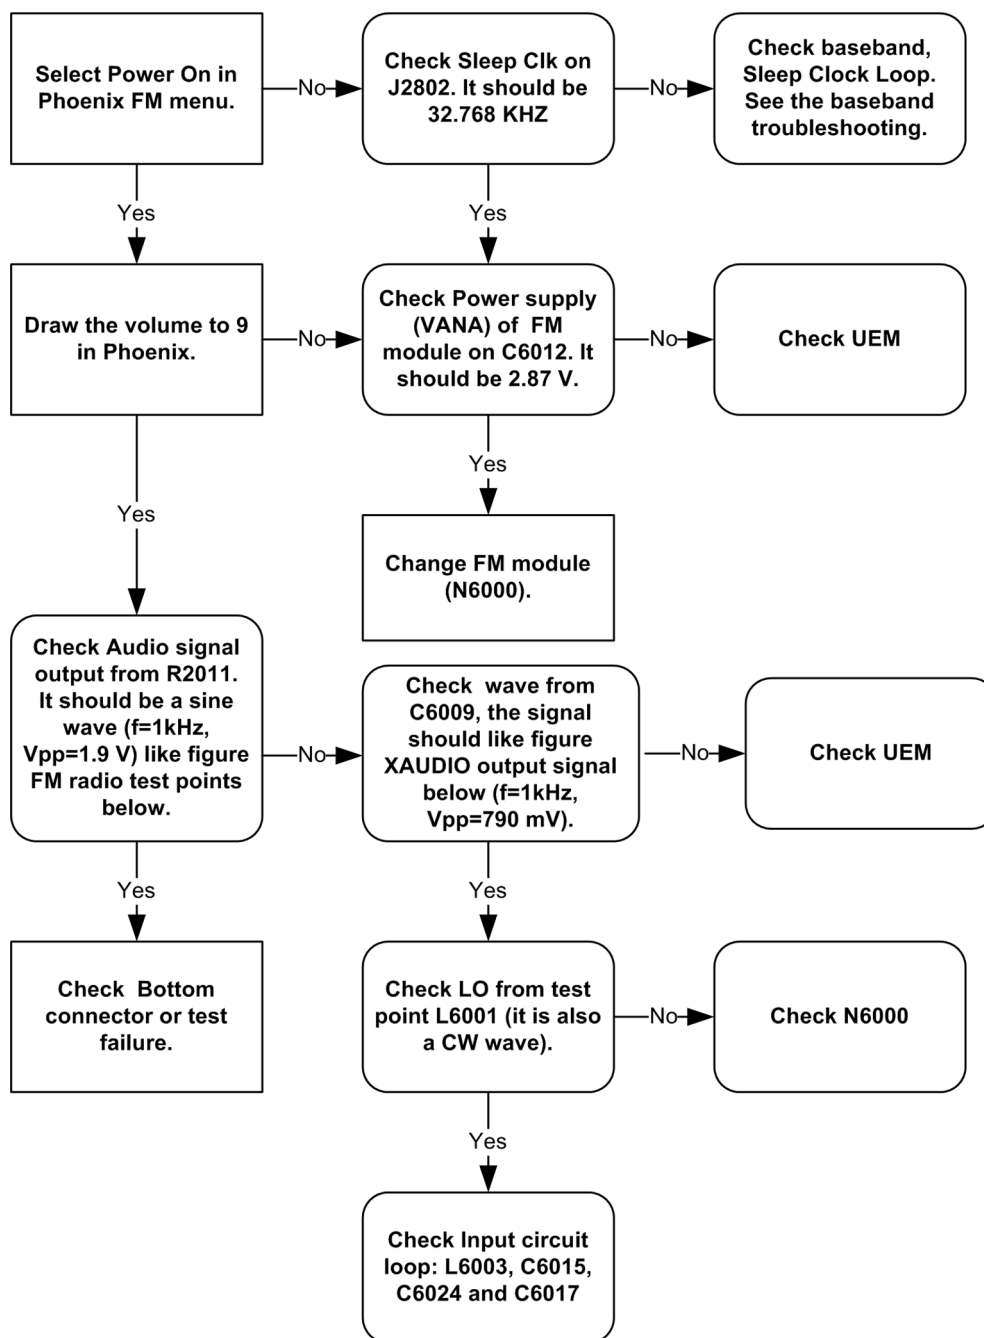 Select Power On in
Phoenix FM menu.
No
Check Sleep Clk on
J2802. It should be
32.768 KHZ
No
Check baseband,
Sleep Clock Loop.
See the baseband
troubleshooting.
Yes
Yes
Draw the volume to 9
in Phoenix.
No
Check Power supply
(VANA) of FM
module on C6012. It
should be 2.87 V.
No
Check UEM
Yes
Yes
Change FM module
(N6000).
Check Audio signal
output from R2011.
It should be a sine
wave (f=1kHz,
Vpp=1.9 V) like figure
FM radio test points
below.
No
Check wave from
C6009, the signal
should like figure
XAUDIO output signal
below (f=1kHz,
Vpp=790 mV).
No
Check UEM
Yes
Yes
Check Bottom
connector or test
failure.
Check LO from test
point L6001 (it is also
a CW wave).
No
Check N6000
Yes
Check Input circuit
loop: L6003, C6015,
C6024 and C6017